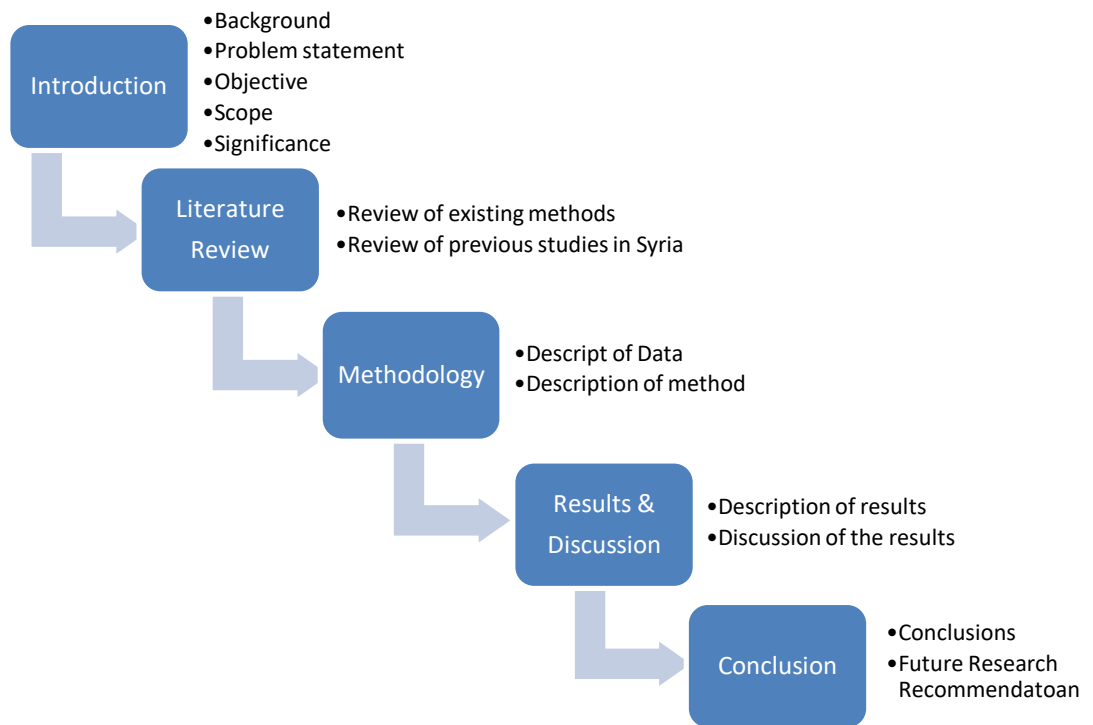 Introduction
•Background
•Problem statement
•Objective
•Scope
•Significance
Literature
Review
•Review of existing methods
•Review of previous studies in Syria
Methodology
•Descript of Data
•Description of method
Results &
Discussion
•Description of results
•Discussion of the results
Conclusion
•Conclusions
•Future Research
Recommendatoan